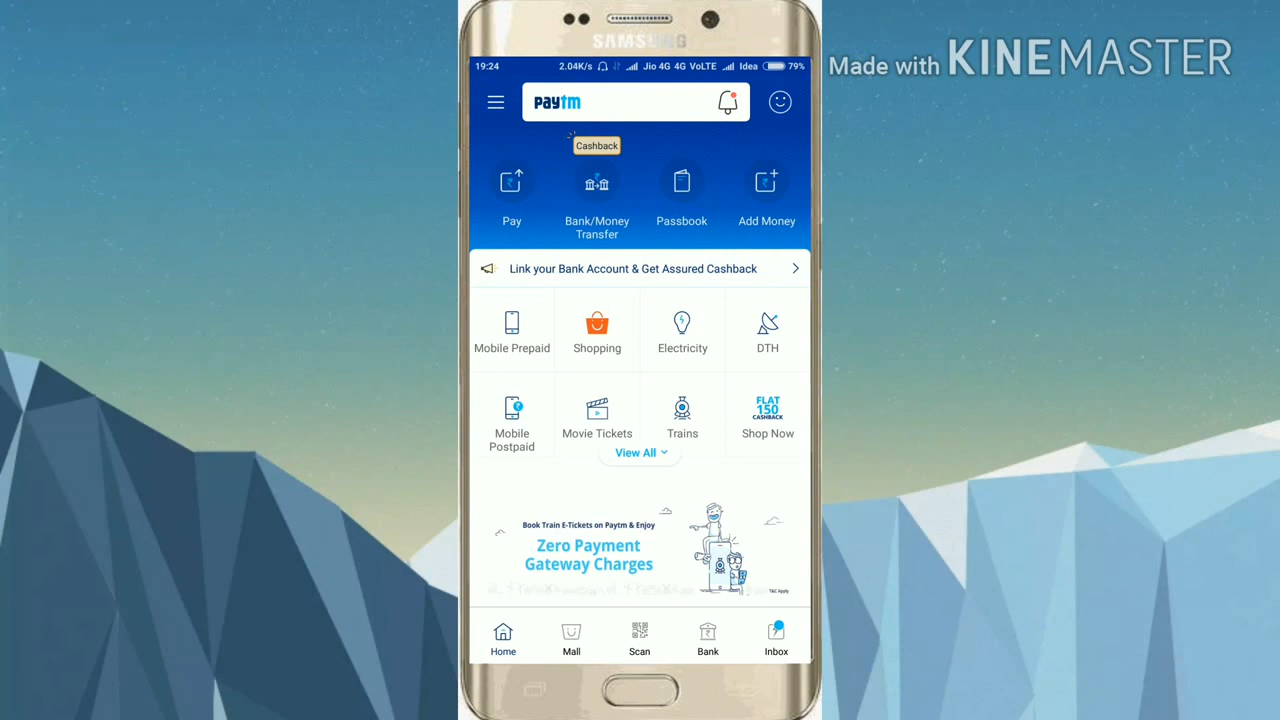 SAMSUNG
Made with KINEMASTER
19:24 2.04K/s Jio 4G 4G VoLTE Idea 79%
paytm
Cashback
Pay
Bank/Money
Transfer
Passbook
Add Money
Link your Bank Account & Get Assured Cashback
Mobile Prepaid
Shopping
Electricity
DTH
FLAT
150
CASHBACK
Mobile
Postpaid
Movie Tickets
Trains
Shop Now
View All
Book Train E-Tickets on Paytm & Enjoy
Zero Payment
Gateway Charges
T&C Apply
Home
Mall
Scan
Bank
Inbox